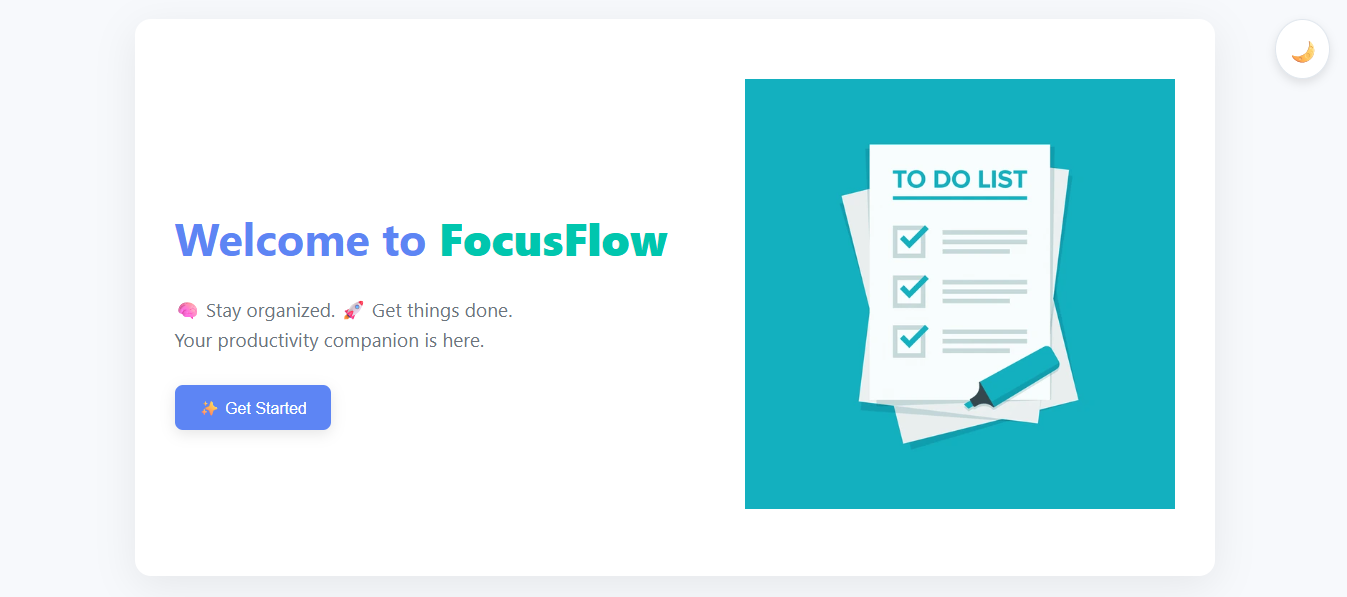 Welcome to FocusFlow
🧠 Stay organized. 🚀 Get things done.
Your productivity companion is here.
✨ Get Started
TO DO LIST